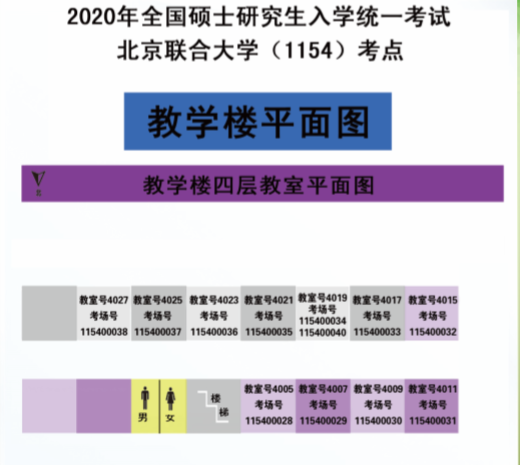 2020年全国硕士研究生入学统一考试
北京联合大学（1154）考点
教学楼平面图
教学楼四层教室平面图
教室号4027 教室号4025 教室号4023 教室号4021 教室号4019 教室号4017 教室号4015
考场号 考场号 考场号 考场号 考场号 考场号 考场号
115400038 115400037 115400036 115400035 115400034 115400033 115400032
115400040
男 女 楼梯 教室号4005 教室号4007 教室号4009 教室号4011
考场号 考场号 考场号 考场号
115400028 115400029 115400030 115400031